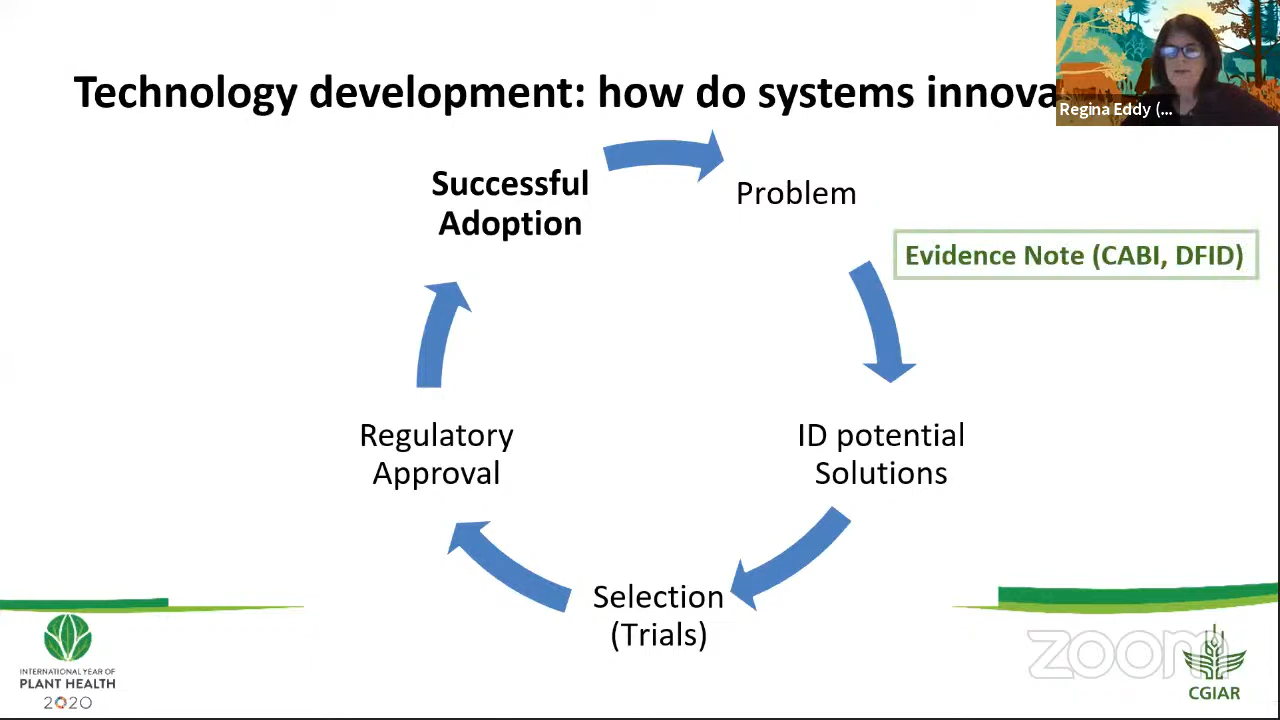 Technology development: how do systems innova
Regina Eddy (...
Successful
Adoption
Problem
Evidence Note (CABI, DFID)
Regulatory
Approval
ID potential
Solutions
Selection
(Trials)
INTERNATIONAL YEAR OF
PLANT HEALTH
2020
zoom
CGIAR